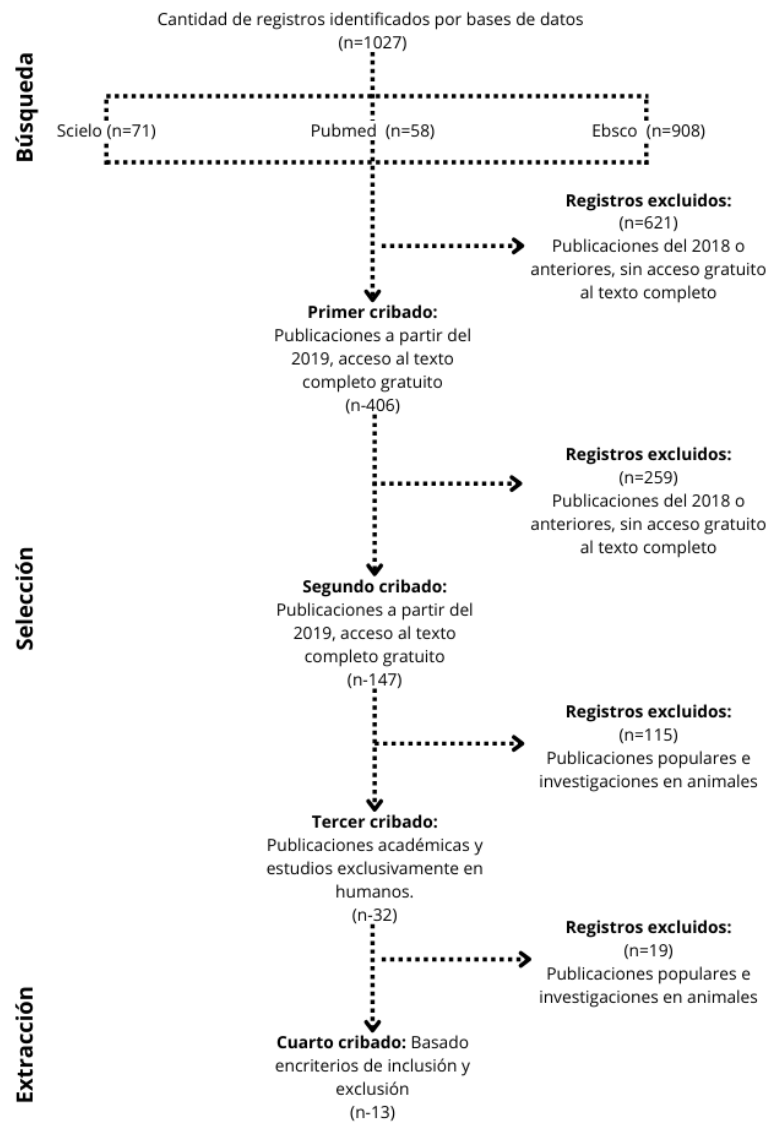 Cantidad de registros identificados por bases de datos
(n=1027)
Búsqueda
Scielo (n=71)
Pubmed (n=58)
Ebsco (n=908)
Registros excluidos:
(n=621)
Publicaciones del 2018 o
anteriores, sin acceso gratuito
al texto completo
Primer cribado:
Publicaciones a partir del
2019, acceso al texto
completo gratuito
(n-406)
Registros excluidos:
(n=259)
Publicaciones del 2018 o
anteriores, sin acceso gratuito
al texto completo
Selección
Segundo cribado:
Publicaciones a partir del
2019, acceso al texto
completo gratuito
(n-147)
Registros excluidos:
(n=115)
Publicaciones populares e
investigaciones en animales
Tercer cribado:
Publicaciones académicas y
estudios exclusivamente en
humanos.
(n-32)
Registros excluidos:
(n=19)
Publicaciones populares e
investigaciones en animales
Extracción
Cuarto cribado: Basado
encriterios de inclusión y
exclusión
(n-13)